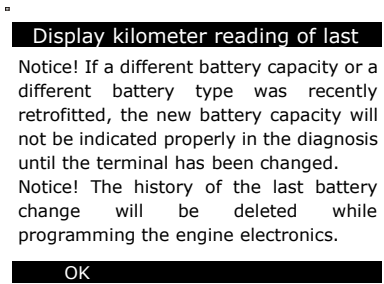 Display kilometer reading of last
Notice! If a different battery capacity or a
different battery type was recently
retrofitted, the new battery capacity will
not be indicated properly in the diagnosis
until the terminal has been changed.
Notice! The history of the last battery
change will be deleted while
programming the engine electronics.
OK